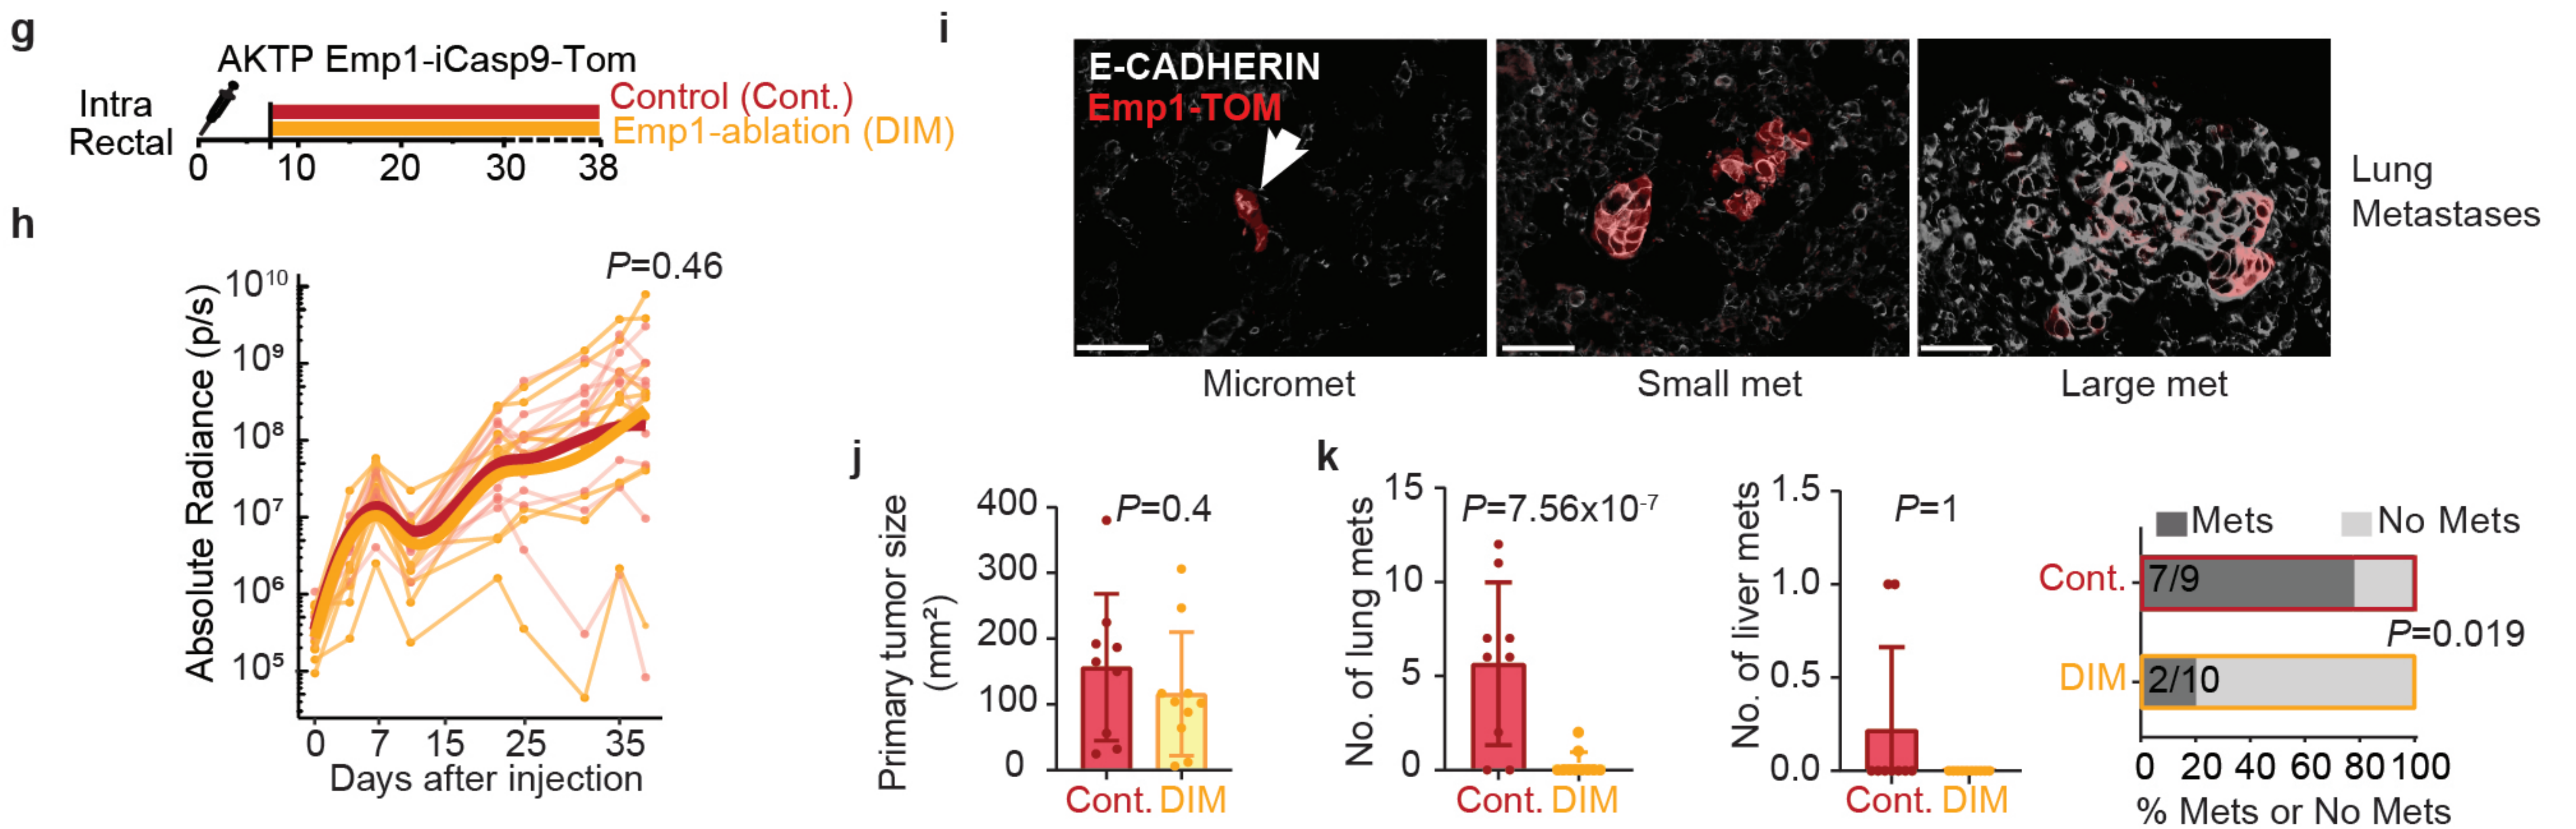 g
AKTP Emp1-iCasp9-Tom
Intra
Rectal
Control (Cont.)
Emp1-ablation (DIM)
0 10 20 30 38
h
P=0.46
Absolute Radiance (p/s)
10¹⁰
10⁹
10⁸
10⁷
10⁶
10⁵
0 7 15 25 35
Days after injection
i
E-CADHERIN
Emp1-TOM
Lung
Metastases
Micromet
Small met
Large met
j
P=0.4
Primary tumor size
(mm²)
400
300
200
100
0
Cont. DIM
k
P=7.56x10⁻⁷
No. of lung mets
15
10
5
0
Cont. DIM
P=1
No. of liver mets
1.5
1.0
0.5
0.0
Cont. DIM
Mets No Mets
Cont. 7/9
P=0.019
DIM 2/10
0 20 40 60 80 100
% Mets or No Mets